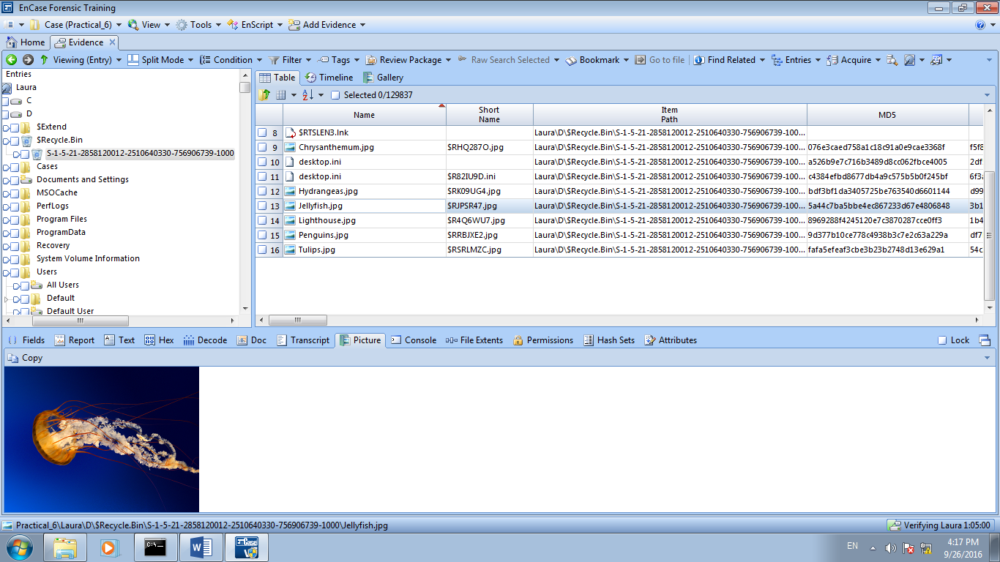 EnCase Forensic Training
Case (Practical_6) View Tools EnScript Add Evidence
Home Evidence
Viewing (Entry) Split Mode Condition Filter Tags Review Package Raw Search Selected Bookmark Go to file Find Related Entries Acquire
Entries
Laura
C
D
$Extend
$Recycle.Bin
S-1-5-21-2858120012-2510640330-756906739-1000
Cases
Documents and Settings
MSOCache
PerfLogs
Program Files
ProgramData
Recovery
System Volume Information
Users
All Users
Default
Default User
Table Timeline Gallery
Selected 0/129837
Name Short Name Item Path MD5
8 $RTSLEN3.lnk Laura\D\$Recycle.Bin\S-1-5-21-2858120012-2510640330-756906739-100...
9 Chrysanthemum.jpg $RHQ287O.jpg Laura\D\$Recycle.Bin\S-1-5-21-2858120012-2510640330-756906739-100... 076e3caed758a1c18c91a0e9cae3368f f5f8
10 desktop.ini Laura\D\$Recycle.Bin\S-1-5-21-2858120012-2510640330-756906739-100... a526b9e7c716b3489d8cc062fbce4005 2df
11 desktop.ini $R82IU9D.ini Laura\D\$Recycle.Bin\S-1-5-21-2858120012-2510640330-756906739-100... c4384efbd8677db4a9c575b5b0f245bf 6f3a
12 Hydrangeas.jpg $RK09UG4.jpg Laura\D\$Recycle.Bin\S-1-5-21-2858120012-2510640330-756906739-100... bdf3bf1da3405725be763540d6601144 d99
13 Jellyfish.jpg $RJPSR47.jpg Laura\D\$Recycle.Bin\S-1-5-21-2858120012-2510640330-756906739-100... 5a44c7ba5bbe4ec867233d67e4806848 3b1
14 Lighthouse.jpg $R4Q6WU7.jpg Laura\D\$Recycle.Bin\S-1-5-21-2858120012-2510640330-756906739-100... 8969288f4245120e7c3870287cce0ff3 1b4
15 Penguins.jpg $RRBJXE2.jpg Laura\D\$Recycle.Bin\S-1-5-21-2858120012-2510640330-756906739-100... 9d377b10ce778c4938b3c7e2c63a229a df7
16 Tulips.jpg $RSRLMZC.jpg Laura\D\$Recycle.Bin\S-1-5-21-2858120012-2510640330-756906739-100... fafa5efeaf3cbe3b23b2748d13e629a1 54c
Fields Report Text Hex Decode Doc Transcript Picture Console File Extents Permissions Hash Sets Attributes Lock
Copy
Practical_6\Laura\D\$Recycle.Bin\S-1-5-21-2858120012-2510640330-756906739-1000\Jellyfish.jpg Verifying Laura 1:05:00
EN 4:17 PM
9/26/2016